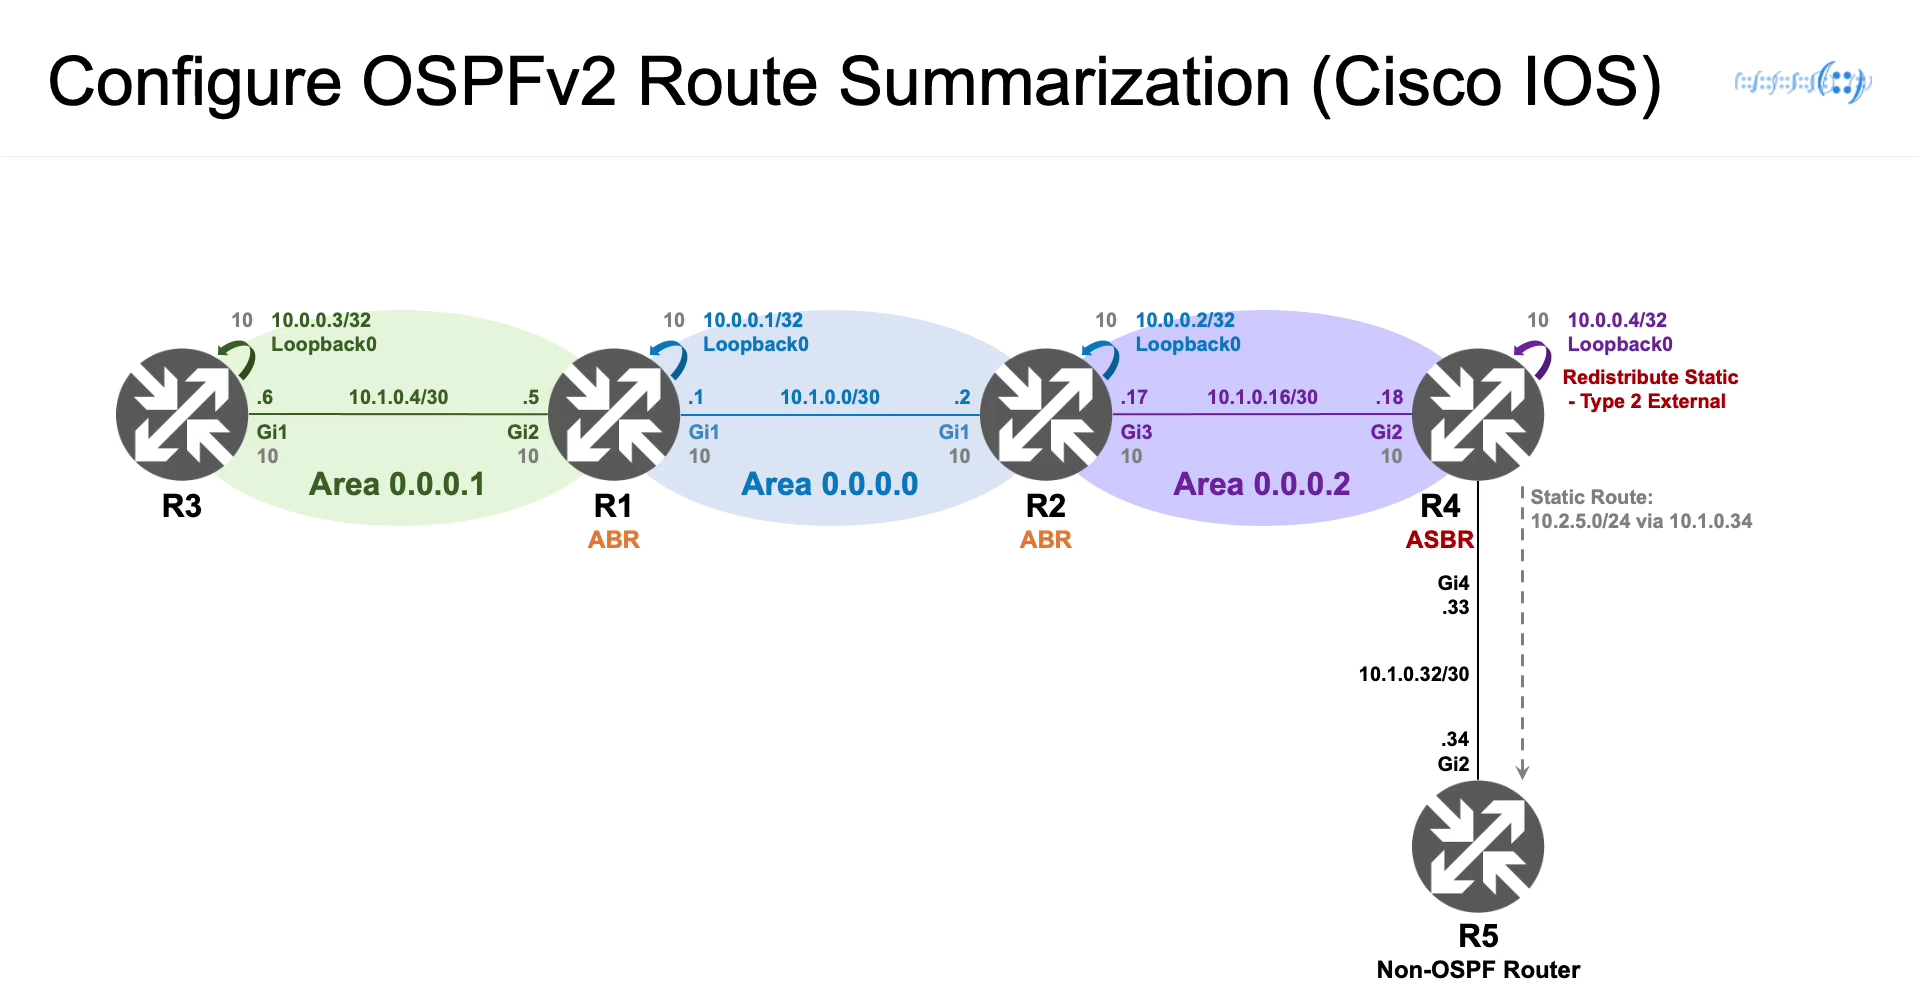 Configure OSPFv2 Route Summarization (Cisco IOS)
10 10.0.0.3/32
Loopback0
10 10.0.0.1/32
Loopback0
10 10.0.0.2/32
Loopback0
10 10.0.0.4/32
Loopback0
Redistribute Static
- Type 2 External
.6 10.1.0.4/30 .5
Gi1 Gi2
10 10
Area 0.0.0.1
.1 10.1.0.0/30 .2
Gi1 Gi1
10 10
Area 0.0.0.0
.17 10.1.0.16/30 .18
Gi3 Gi2
10 10
Area 0.0.0.2
R3
R1
ABR
R2
ABR
R4
ASBR
Static Route:
10.2.5.0/24 via 10.1.0.34
Gi4
.33
10.1.0.32/30
.34
Gi2
R5
Non-OSPF Router